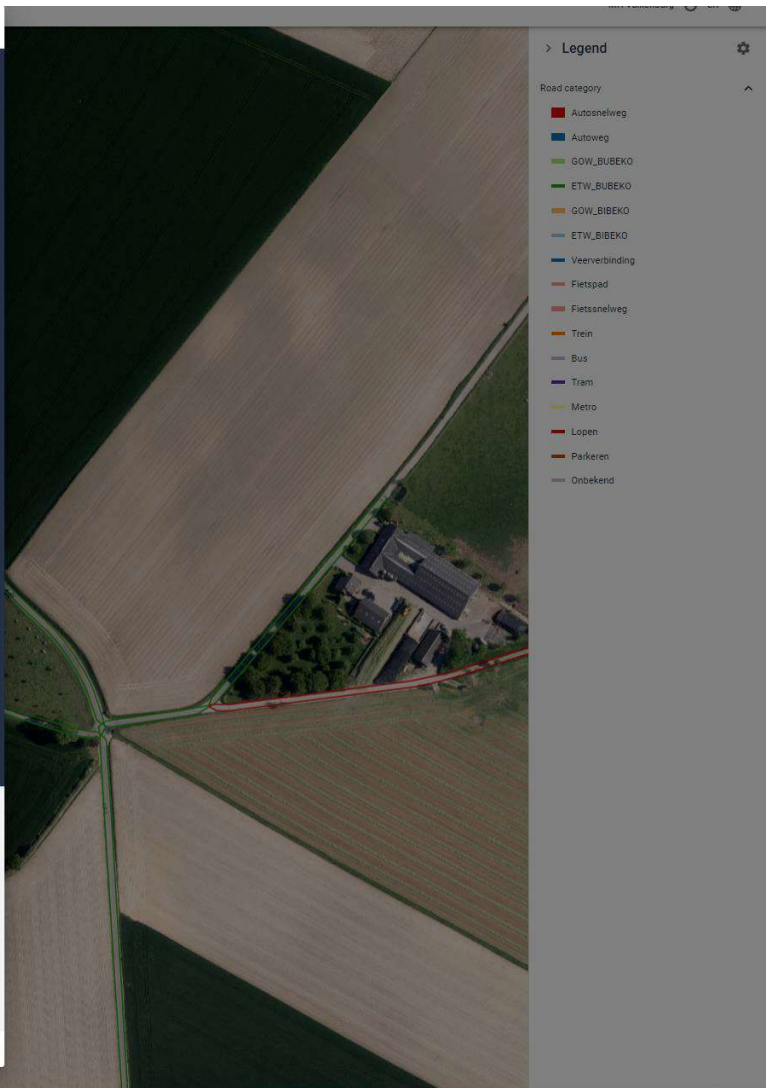 en
> Legend
Road category
Autosnelweg
Autoweg
GOW_BUBEKO
ETW_BUBEKO
GOW_BIBEKO
ETW_BIBEKO
Veerverbinding
Fietspad
Fietssnelweg
Trein
Bus
Tram
Metro
Lopen
Parkeren
Onbekend